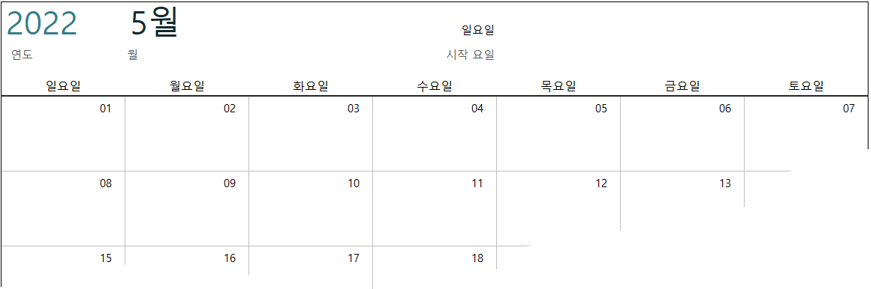 2022 5월 일요일
연도 월 시작 요일
일요일 월요일 화요일 수요일 목요일 금요일 토요일
01 02 03 04 05 06 07
08 09 10 11 12 13
15 16 17 18